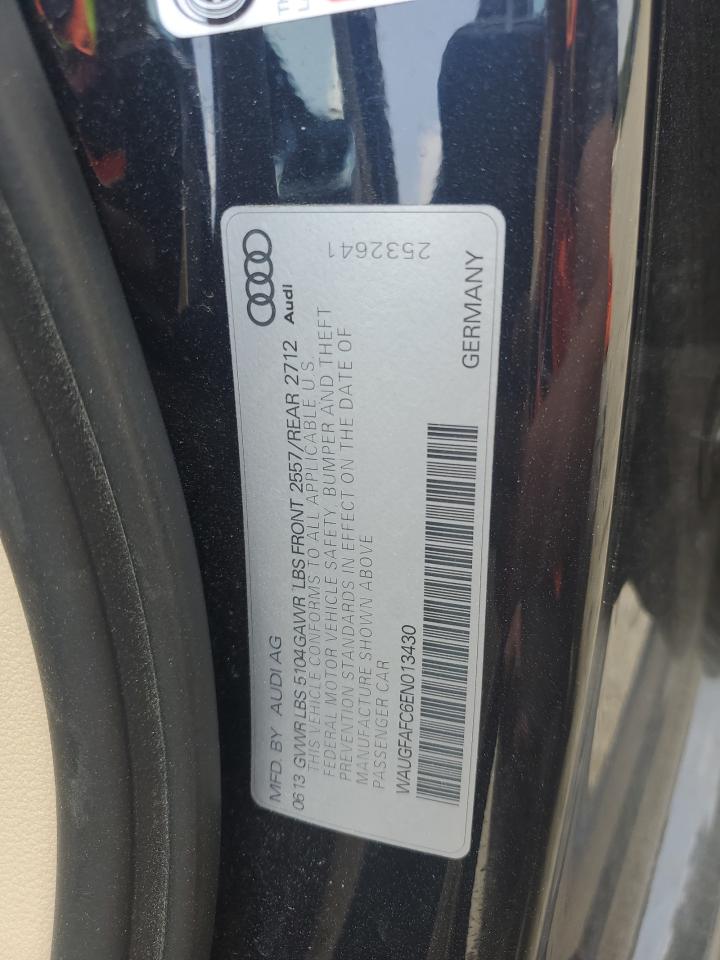 Audi
MFD. BY AUDI AG
0613 GVWR LBS 5104 GAWR LBS FRONT 2557/REAR 2712
THIS VEHICLE CONFORMS TO ALL APPLICABLE U.S.
FEDERAL MOTOR VEHICLE SAFETY BUMPER AND THEFT
PREVENTION STANDARDS IN EFFECT ON THE DATE OF
MANUFACTURE SHOWN ABOVE
PASSENGER CAR
WAUGFAFC6EN013430
GERMANY
2532641